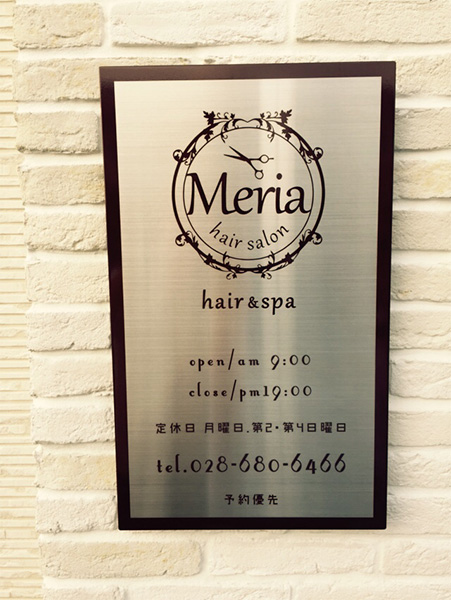 Meria
hair salon
hair&spa
open/am 9:00
close/pm19:00
定休日 月曜日.第2・第4日曜日
tel.028-680-6466
予約優先